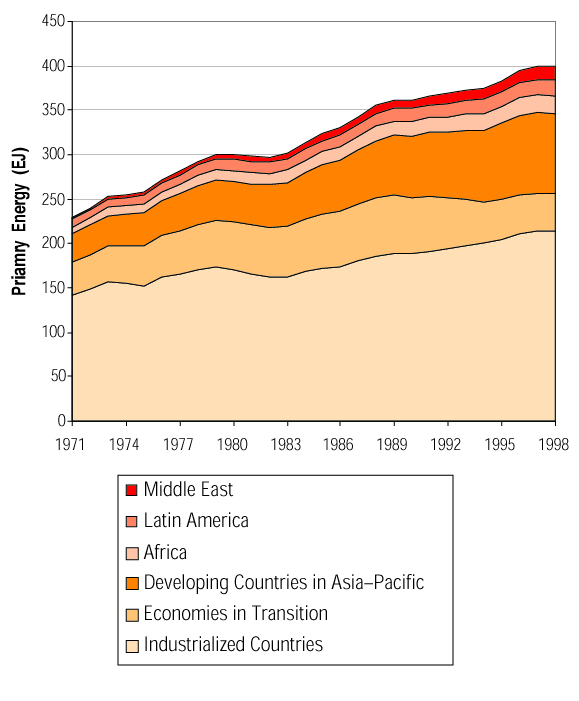 450
400
350
300
250
200
150
100
50
0
Priamry Energy (EJ)
1971 1974 1977 1980 1983 1986 1989 1992 1995 1998
Middle East
Latin America
Africa
Developing Countries in Asia–Pacific
Economies in Transition
Industrialized Countries